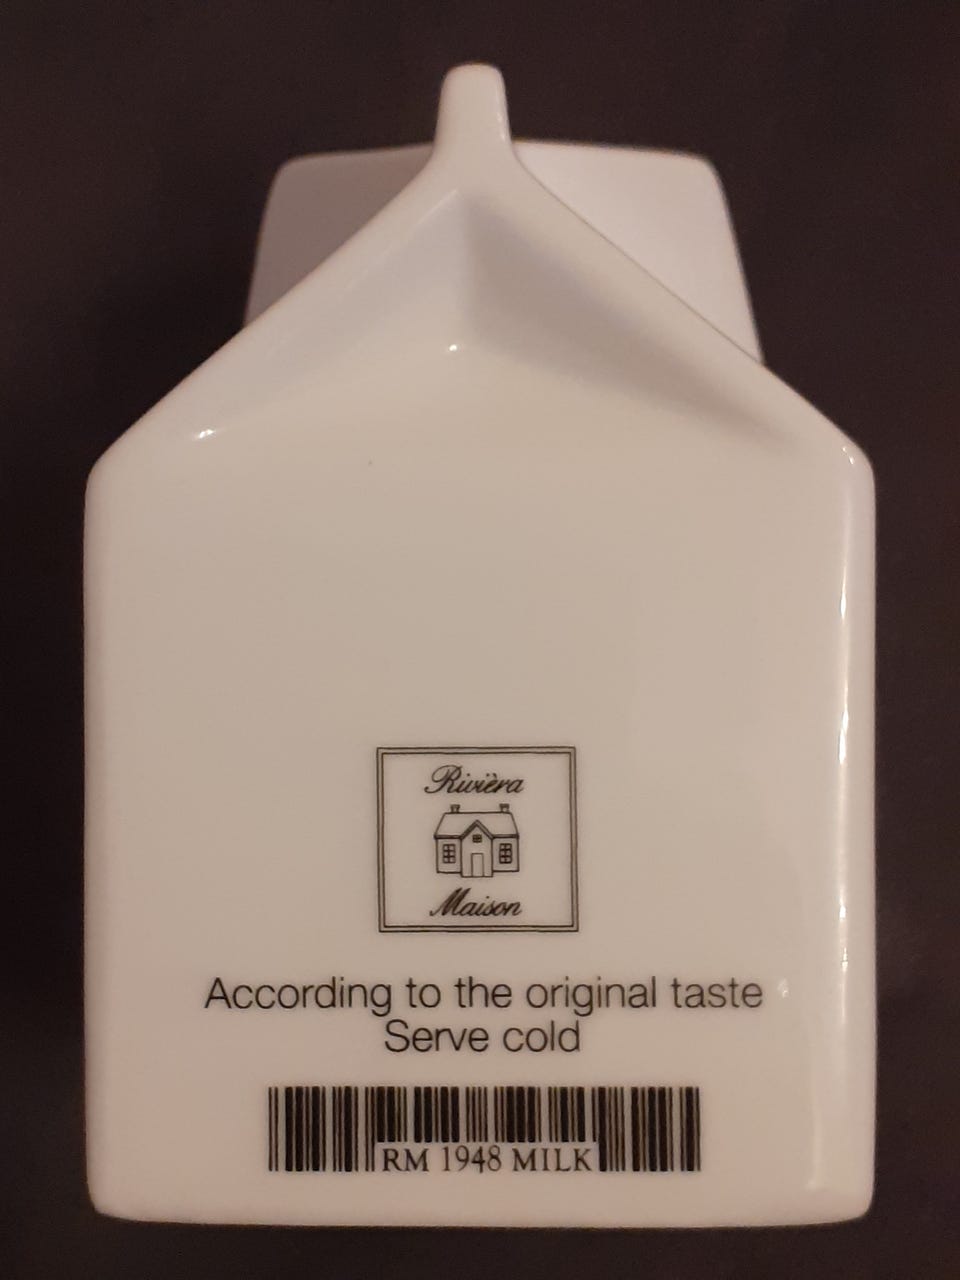 Rivièra
Maison
According to the original taste
Serve cold
RM 1948 MILK